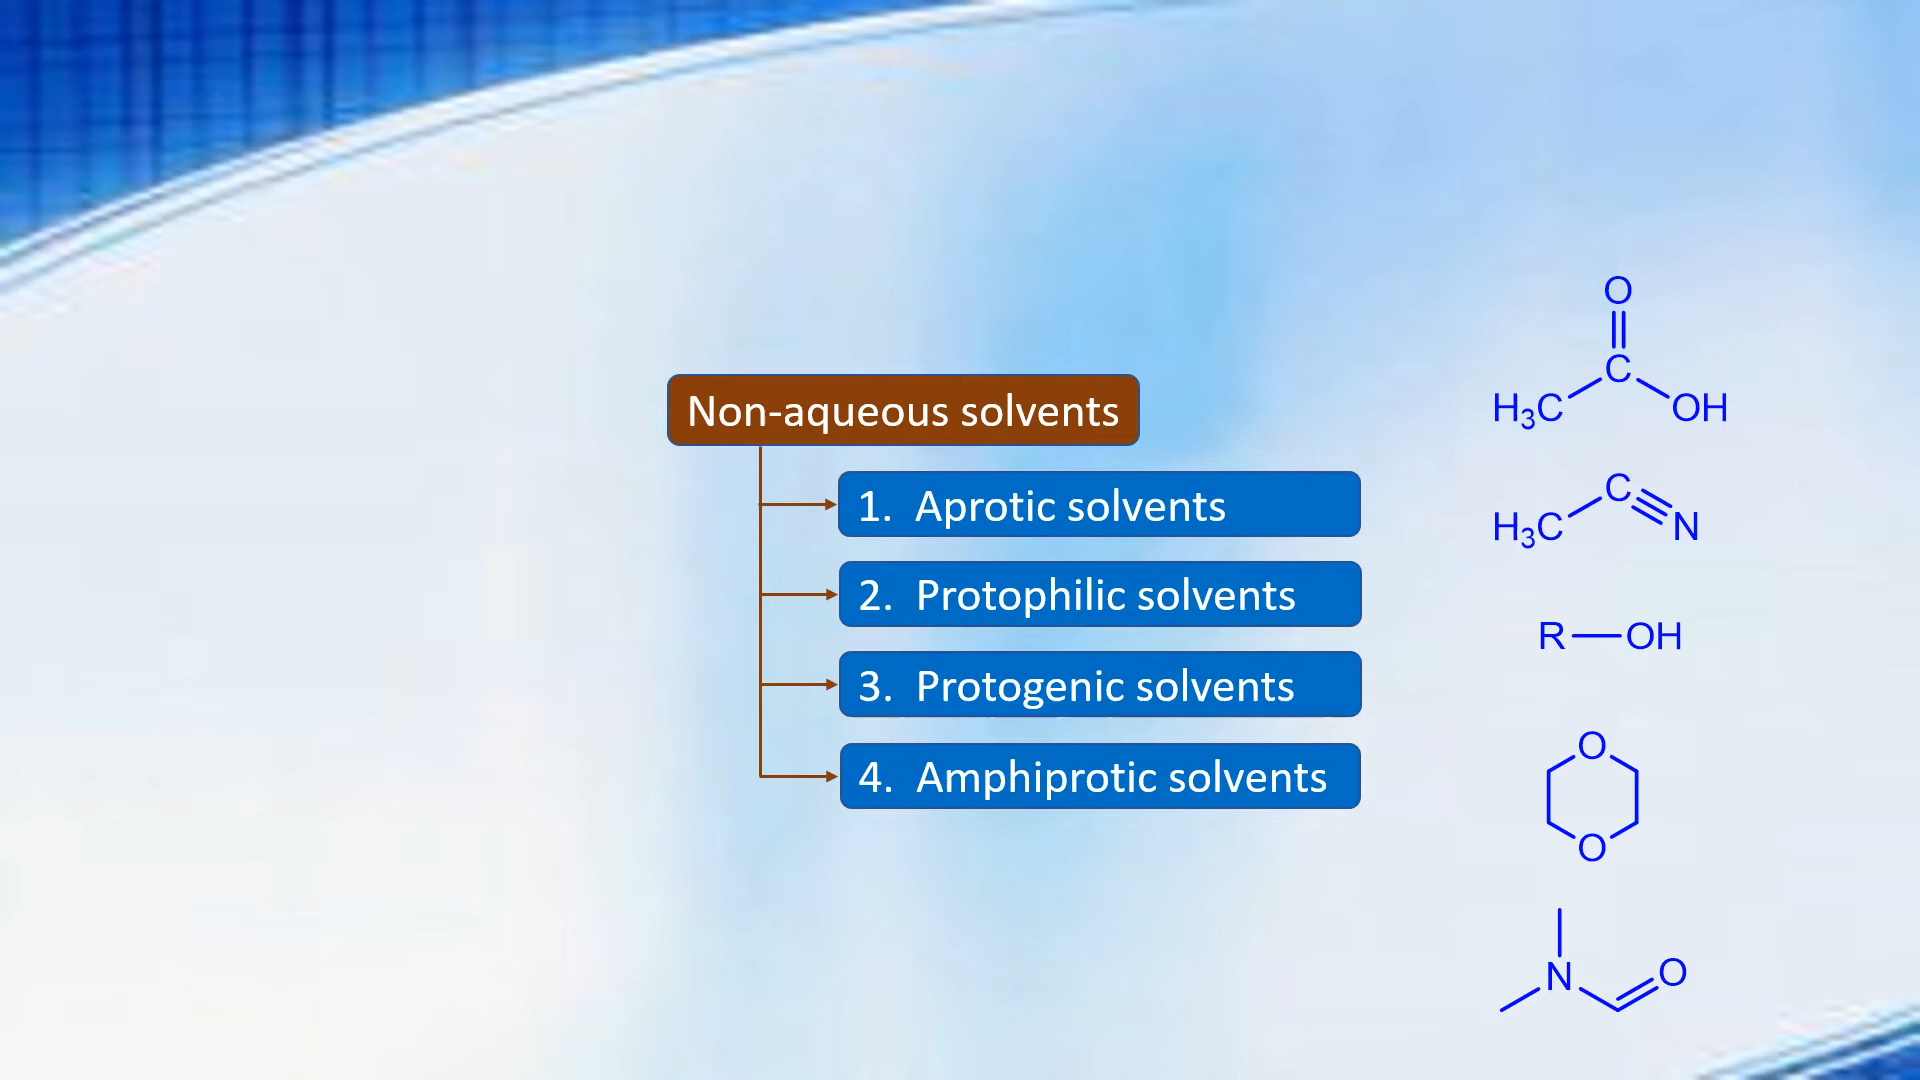 Non-aqueous solvents
1. Aprotic solvents
2. Protophilic solvents
3. Protogenic solvents
4. Amphiprotic solvents
O
C
H₃C OH
C
H₃C N
R OH
O
O
N O